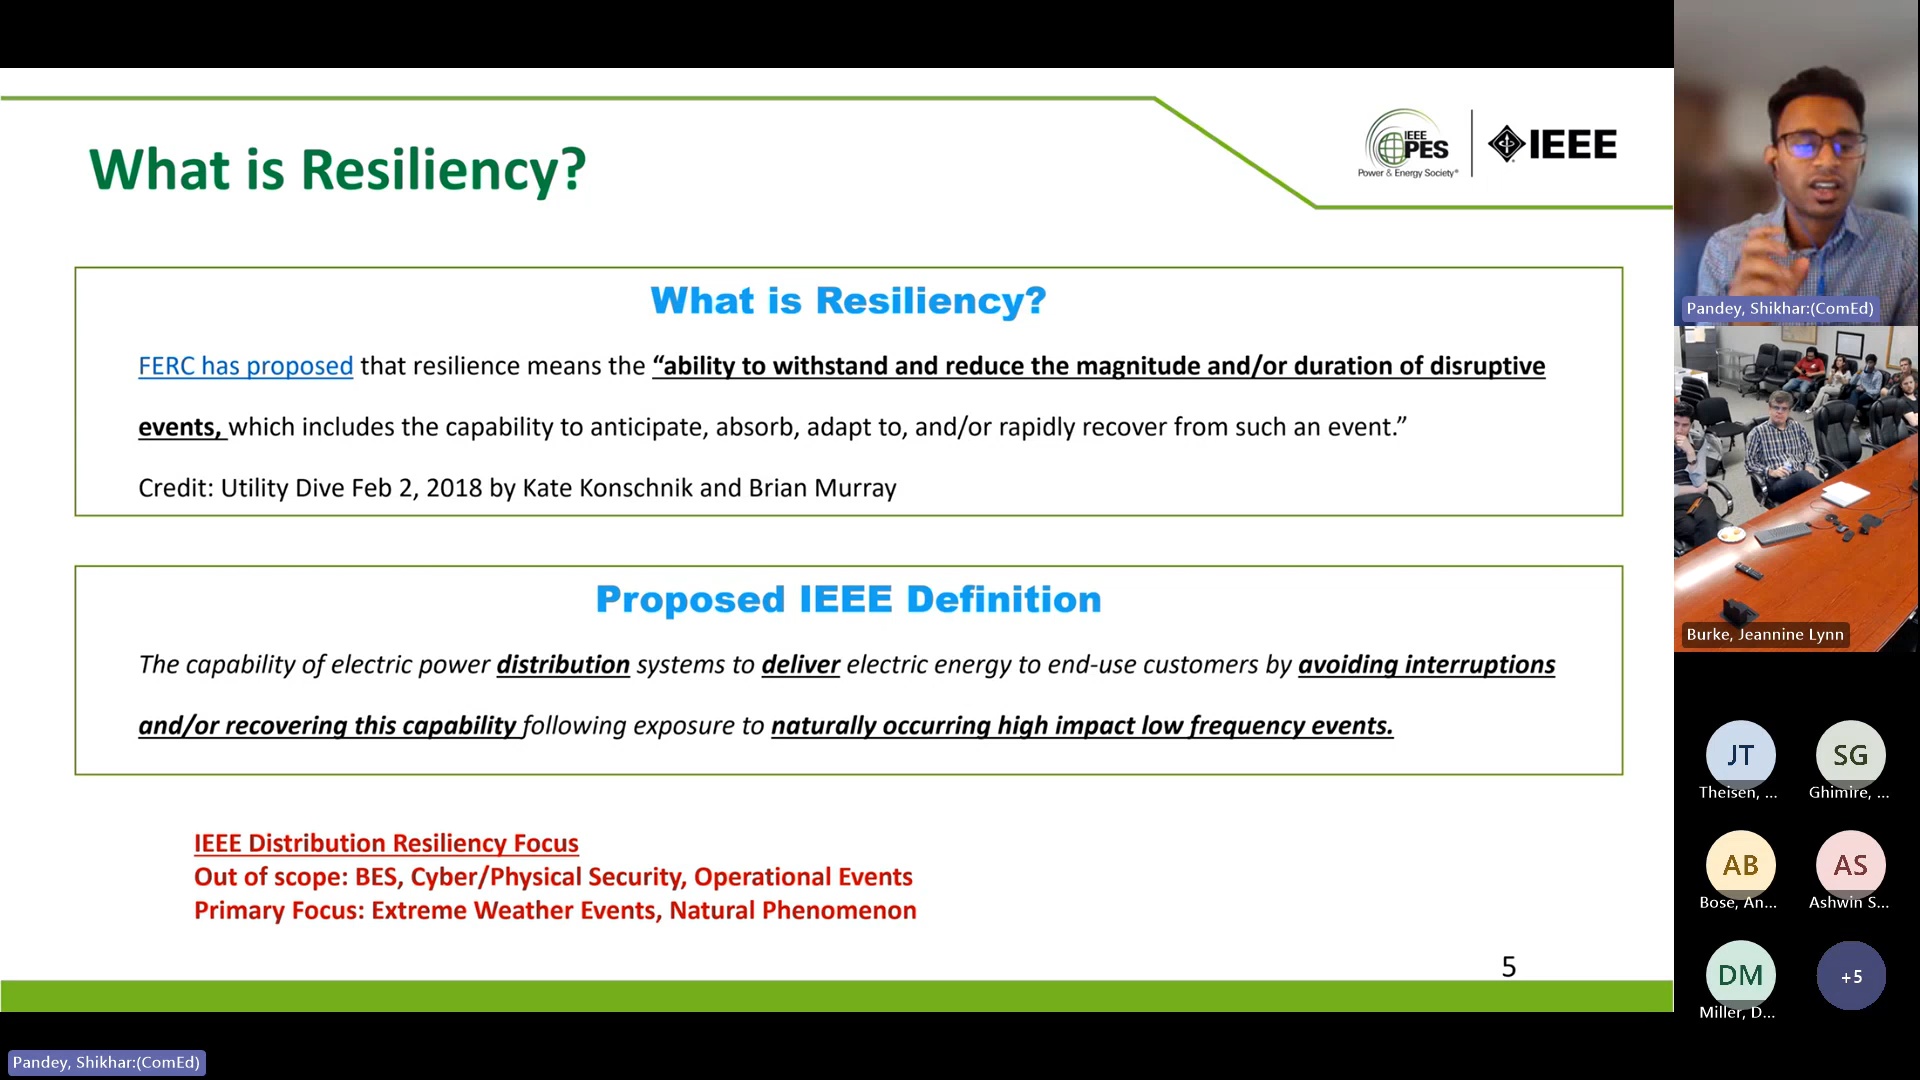 What is Resiliency?
IEEE
PES
Power & Energy Society®
IEEE
What is Resiliency?
FERC has proposed that resilience means the “ability to withstand and reduce the magnitude and/or duration of disruptive
events, which includes the capability to anticipate, absorb, adapt to, and/or rapidly recover from such an event.”
Credit: Utility Dive Feb 2, 2018 by Kate Konschnik and Brian Murray
Proposed IEEE Definition
The capability of electric power distribution systems to deliver electric energy to end-use customers by avoiding interruptions
and/or recovering this capability following exposure to naturally occurring high impact low frequency events.
IEEE Distribution Resiliency Focus
Out of scope: BES, Cyber/Physical Security, Operational Events
Primary Focus: Extreme Weather Events, Natural Phenomenon
5
Pandey, Shikhar:(ComEd)
Pandey, Shikhar:(ComEd)
Burke, Jeannine Lynn
JT
Theisen, ...
SG
Ghimire, ...
AB
Bose, An...
AS
Ashwin S...
DM
Miller, D...
+5